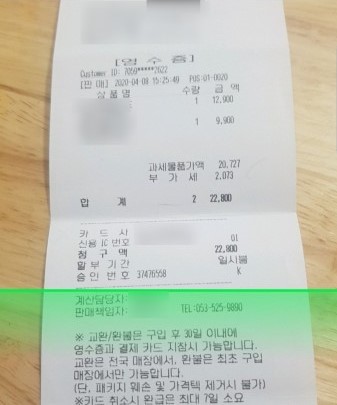 [영 수 증]
Customer ID: 7059*****2622
[판 매] 2020-04-08 15:25:49 POS:01-0020
상 품 명 수량 금 액
1 12,900
1 9,900
과세물품가액 20,727
부 가 세 2,073
합 계 2 22,800
카 드 사
신용카드번호 01
청 구 액 22,800
할 부 기 간 일시불
승 인 번 호 37476558 K
계산담당자:
판매책임자: TEL:053-525-9890
※ 교환/환불은 구입 후 30일 이내에
영수증과 결제 카드 지참시 가능합니다.
교환은 전국 매장에서, 환불은 최초 구입
매장에서만 가능합니다.
(단, 패키지 훼손 및 가격택 제거시 불가)
※카드 취소시 환급은 최대 7일 소요